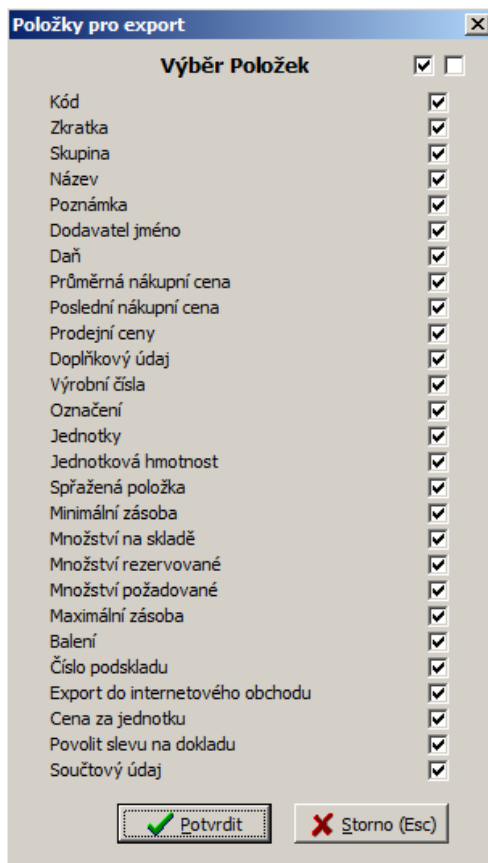 Položky pro export
Výběr Položek
Kód
Zkratka
Skupina
Název
Poznámka
Dodavatel jméno
Daň
Průměrná nákupní cena
Poslední nákupní cena
Prodejní ceny
Doplňkový údaj
Výrobní čísla
Označení
Jednotky
Jednotková hmotnost
Spřažená položka
Minimální zásoba
Množství na skladě
Množství rezervované
Množství požadované
Maximální zásoba
Balení
Číslo podskladu
Export do internetového obchodu
Cena za jednotku
Povolit slevu na dokladu
Součtový údaj
Potvrdit Storno (Esc)